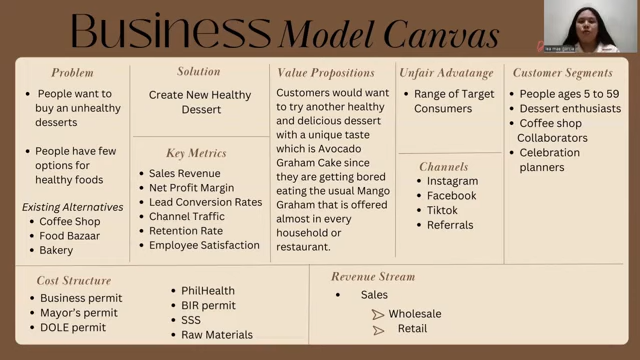 Business Model Canvas
Problem
• People want to
buy an unhealthy
desserts
• People have few
options for
healthy foods
Existing Alternatives
• Coffee Shop
• Food Bazaar
• Bakery
Solution
Create New Healthy
Dessert
Key Metrics
• Sales Revenue
• Net Profit Margin
• Lead Conversion Rates
• Channel Traffic
• Retention Rate
• Employee Satisfaction
Value Propositions
Customers would want
to try another healthy
and delicious dessert
with a unique taste
which is Avocado
Graham Cake since
they are getting bored
eating the usual Mango
Graham that is offered
almost in every
household or
restaurant.
Unfair Advatange
• Range of Target
Consumers
Channels
• Instagram
• Facebook
• Tiktok
• Referrals
Customer Segments
• People ages 5 to 59
• Dessert enthusiasts
• Coffee shop
Collaborators
• Celebration
planners
Cost Structure
• Business permit
• Mayor's permit
• DOLE permit
• PhilHealth
• BIR permit
• SSS
• Raw Materials
Revenue Stream
• Sales
Wholesale
Retail